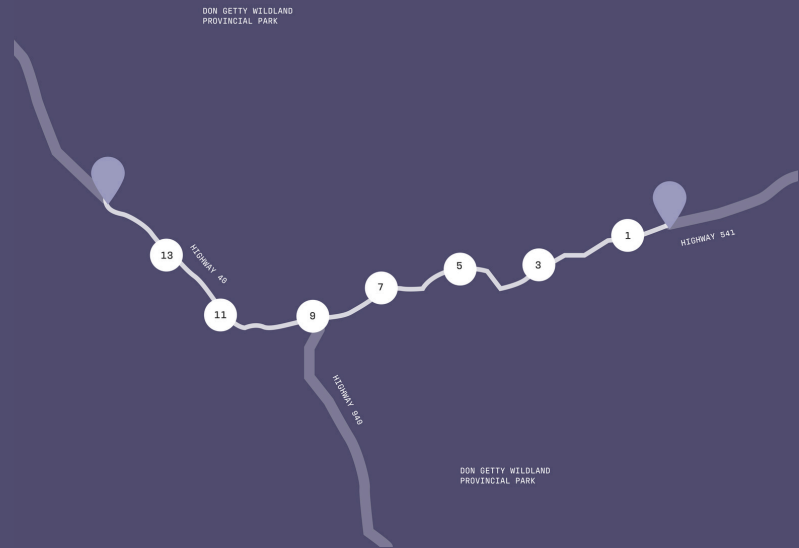 DON GETTY WILDLAND
PROVINCIAL PARK
1
HIGHWAY 541
13
HIGHWAY 40
3
5
7
11
9
HIGHWAY 940
DON GETTY WILDLAND
PROVINCIAL PARK